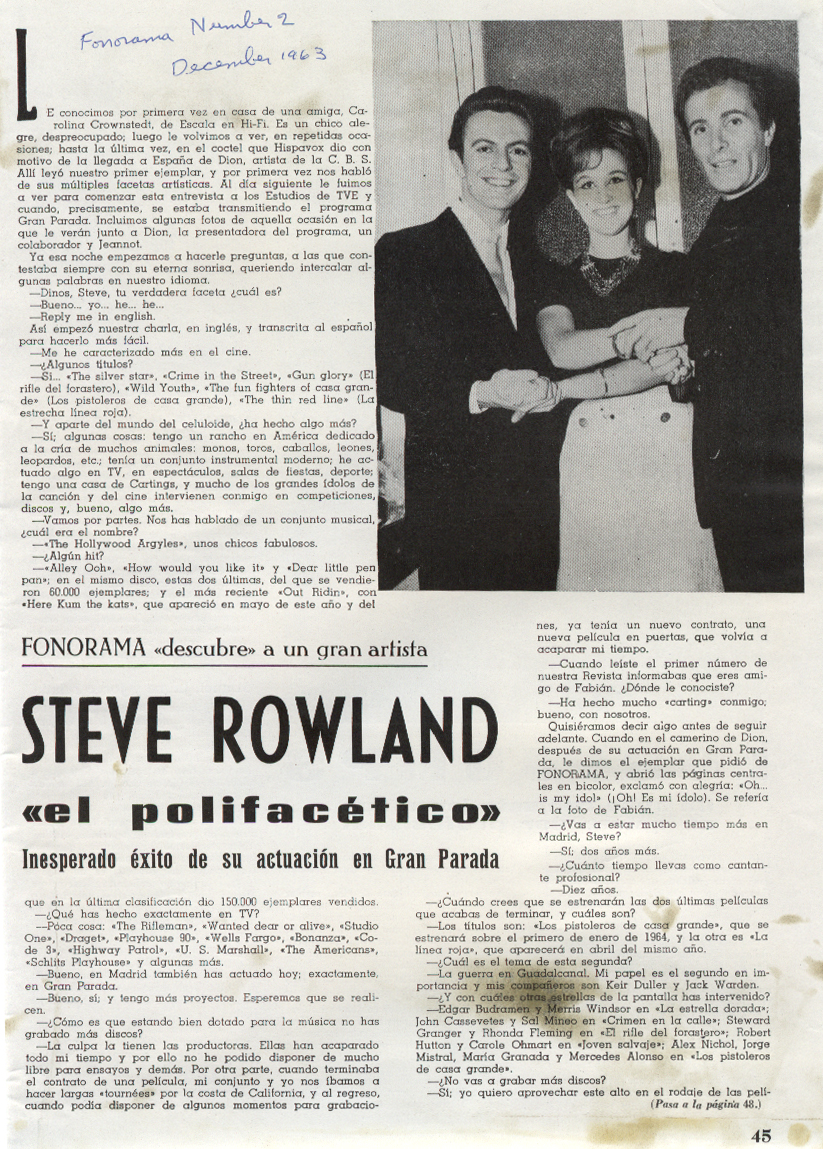 Fonorama Number 2
December 1963
LE conocimos por primera vez en casa de una amiga, Ca-
rolina Crownstedt, de Escala en Hi-Fi. Es un chico ale-
gre, despreocupado; luego le volvimos a ver, en repetidas oca-
siones; hasta la última vez, en el coctel que Hispavox dio con
motivo de la llegada a España de Dion, artista de la C. B. S.
Allí leyó nuestro primer ejemplar, y por primera vez nos habló
de sus múltiples facetas artísticas. Al día siguiente le fuimos
a ver para comenzar esta entrevista a los Estudios de TVE y
cuando, precisamente, se estaba transmitiendo el programa
Gran Parada. Incluimos algunas fotos de aquella ocasión en la
que le verán junto a Dion, la presentadora del programa, un
colaborador y Jeannot.
Ya esa noche empezamos a hacerle preguntas, a las que con-
testaba siempre con su eterna sonrisa, queriendo intercalar al-
gunas palabras en nuestro idioma.
—Dinos, Steve, tu verdadera faceta ¿cuál es?
—Bueno... yo... he... he...
—Reply me in english.
Así empezó nuestra charla, en inglés, y transcrita al español
para hacerlo más fácil.
—Me he caracterizado más en el cine.
—¿Algunos títulos?
—Si... «The silver star», «Crime in the Street», «Gun glory» (El
rifle del forastero), «Wild Youth», «The fun fighters of casa gran-
de» (Los pistoleros de casa grande), «The thin red line» (La
estrecha línea roja).
—Y aparte del mundo del celuloide, ¿ha hecho algo más?
—Sí; algunas cosas: tengo un rancho en América dedicado
a la cría de muchos animales: monos, toros, caballos, leones,
leopardos, etc.; tenía un conjunto instrumental moderno; he ac-
tuado algo en TV, en espectáculos, salas de fiestas, deporte;
tengo una casa de Cartings, y mucho de los grandes ídolos de
la canción y del cine intervienen conmigo en competiciones,
discos y, bueno, algo más.
—Vamos por partes. Nos has hablado de un conjunto musical,
¿cuál era el nombre?
—«The Hollywood Argyles», unos chicos fabulosos.
—¿Algún hit?
—«Alley Ooh», «How would you like it» y «Dear little pen
pan»; en el mismo disco, estas dos últimas, del que se vendie-
ron 60.000 ejemplares; y el más reciente «Out Ridin», con
«Here Kum the kats», que apareció en mayo de este año y del
FONORAMA «descubre» a un gran artista
STEVE ROWLAND
«el polifacético»
Inesperado éxito de su actuación en Gran Parada
que en la última clasificación dio 150.000 ejemplares vendidos.
—¿Qué has hecho exactamente en TV?
—Póca cosa: «The Rifleman», «Wanted dear or alive», «Studio
One», «Draget», «Playhouse 90», «Wells Fargo», «Bonanza», «Co-
de 3», «Highway Patrol», «U. S. Marshall», «The Americans»,
«Schlits Playhouse» y algunas más.
—Bueno, en Madrid también has actuado hoy; exactamente,
en Gran Parada.
—Bueno, sí; y tengo más proyectos. Esperemos que se reali-
cen.
—¿Cómo es que estando bien dotado para la música no has
grabado más discos?
—La culpa la tienen las productoras. Ellas han acaparado
todo mi tiempo y por ello no he podido disponer de mucho
libre para ensayos y demás. Por otra parte, cuando terminaba
el contrato de una película, mi conjunto y yo nos íbamos a
hacer largas «tournées» por la costa de California, y al regreso,
cuando podía disponer de algunos momentos para grabacio-
nes, ya tenía un nuevo contrato, una
nueva película en puertas, que volvía a
acaparar mi tiempo.
—Cuando leíste el primer número de
nuestra Revista informabas que eres ami-
go de Fabián. ¿Dónde le conociste?
—Ha hecho mucho «carting» conmigo;
bueno, con nosotros.
Quisiéramos decir algo antes de seguir
adelante. Cuando en el camerino de Dion,
después de su actuación en Gran Para-
da, le dimos el ejemplar que pidió de
FONORAMA, y abrió las páginas centra-
les en bicolor, exclamó con alegría: «Oh...
is my idol» (¡Oh! Es mi ídolo). Se refería
a la foto de Fabián.
—¿Vas a estar mucho tiempo más en
Madrid, Steve?
—Sí; dos años más.
—¿Cuánto tiempo llevas como cantan-
te profosional?
—Diez años.
—¿Cuándo crees que se estrenarán las dos últimas películas
que acabas de terminar, y cuáles son?
—Los títulos son: «Los pistoleros de casa grande», que se
estrenará sobre el primero de enero de 1964, y la otra es «La
línea roja», que aparecerá en abril del mismo año.
—¿Cuál es el tema de esta segunda?
—La guerra en Guadalcanal. Mi papel es el segundo en im-
portancia y mis compañeros son Keir Duller y Jack Warden.
—¿Y con cuáles otras estrellas de la pantalla has intervenido?
—Edgar Budramen y Merris Windsor en «La estrella dorada»;
John Cassevetes y Sal Mineo en «Crimen en la calle»; Steward
Granger y Rhonda Fleming en «El rifle del forastero»; Robert
Hutton y Carole Ohmart en «Joven salvaje»; Alex Nichol, Jorge
Mistral, María Granada y Mercedes Alonso en «Los pistoleros
de casa grande».
—¿No vas a grabar más discos?
—Sí; yo quiero aprovechar este alto en el rodaje de las pelí-
(Pasa a la página 48.)
45